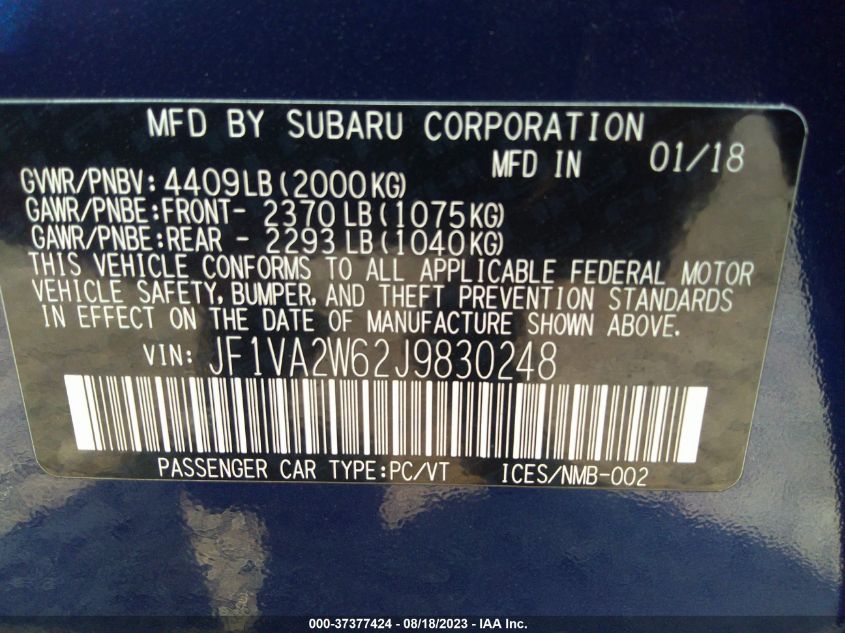 MFD BY SUBARU CORPORATION
MFD IN 01/18
GVWR/PNBV: 4409LB(2000KG)
GAWR/PNBE:FRONT- 2370LB(1075KG)
GAWR/PNBE:REAR - 2293LB(1040KG)
THIS VEHICLE CONFORMS TO ALL APPLICABLE FEDERAL MOTOR
VEHICLE SAFETY, BUMPER, AND THEFT PREVENTION STANDARDS
IN EFFECT ON THE DATE OF MANUFACTURE SHOWN ABOVE.
VIN: JF1VA2W62J9830248
PASSENGER CAR TYPE:PC/VT ICES/NMB-002
000-37377424 - 08/18/2023 - IAA Inc.